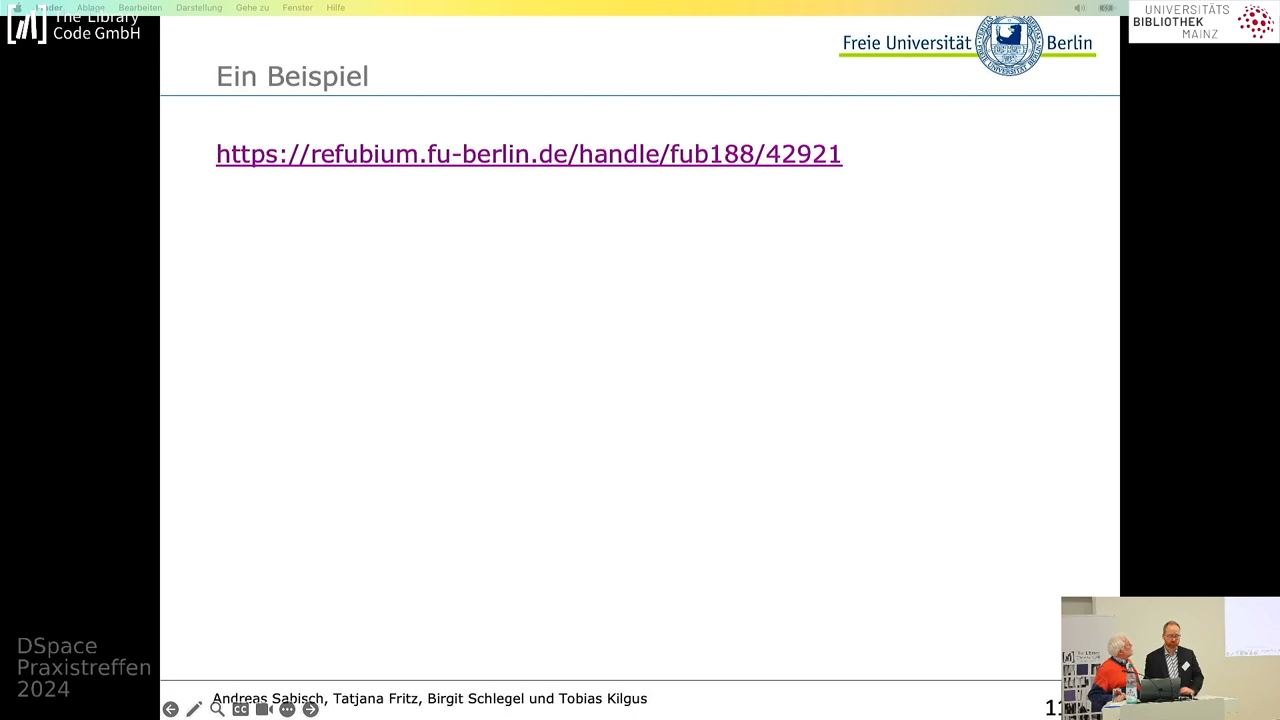 Finder Ablage Bearbeiten Darstellung Gehe zu Fenster Hilfe
The Library
Code GmbH
UNIVERSITÄTS
BIBLIOTHEK
MAINZ
Freie Universität Berlin
Ein Beispiel
https://refubium.fu-berlin.de/handle/fub188/42921
DSpace
Praxistreffen
2024
Andreas Sabisch, Tatjana Fritz, Birgit Schlegel und Tobias Kilgus
CC